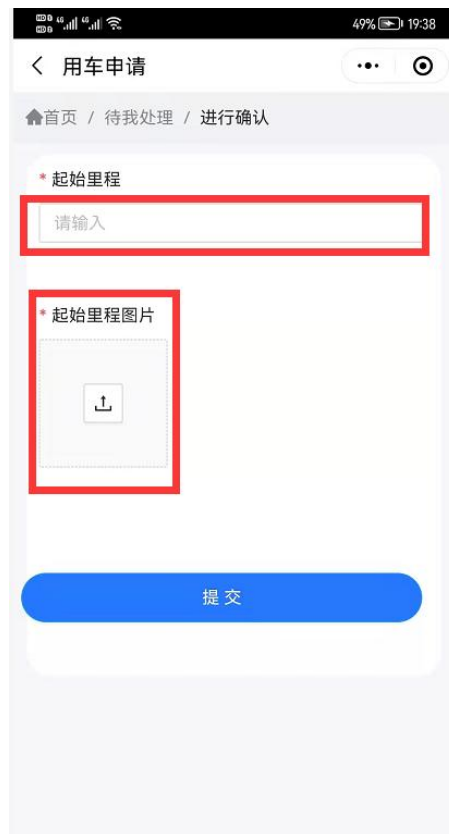 49% 19:38
用车申请
首页 / 待我处理 / 进行确认
* 起始里程
请输入
* 起始里程图片
提交